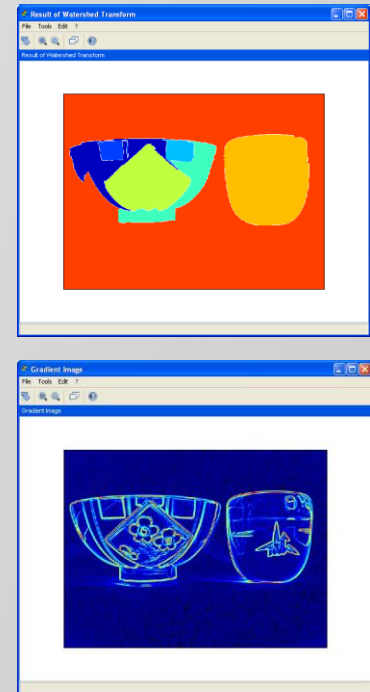 Result of Watershed Transform
File Tools Edit ?
Result of Watershed Transform
Gradient Image
File Tools Edit ?
Gradient Image